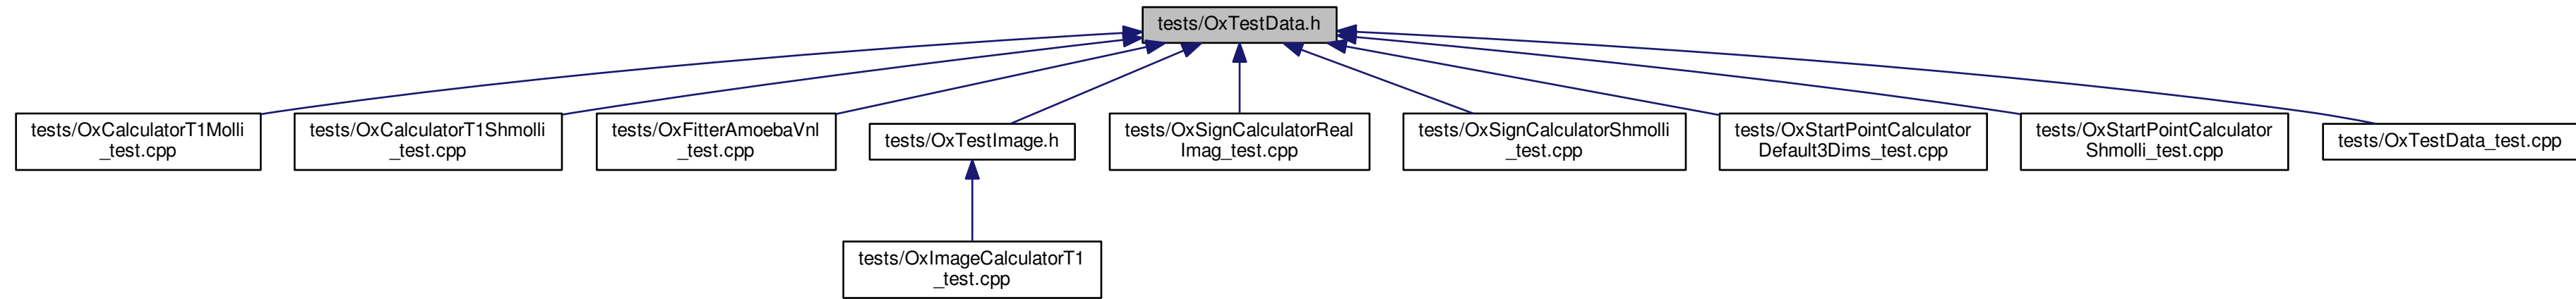 tests/OxTestData.h
tests/OxCalculatorT1Molli
_test.cpp
tests/OxCalculatorT1Shmolli
_test.cpp
tests/OxFitterAmoebaVnl
_test.cpp
tests/OxTestImage.h
tests/OxSignCalculatorReal
Imag_test.cpp
tests/OxSignCalculatorShmolli
_test.cpp
tests/OxStartPointCalculator
Default3Dims_test.cpp
tests/OxStartPointCalculator
Shmolli_test.cpp
tests/OxTestData_test.cpp
tests/OxImageCalculatorT1
_test.cpp